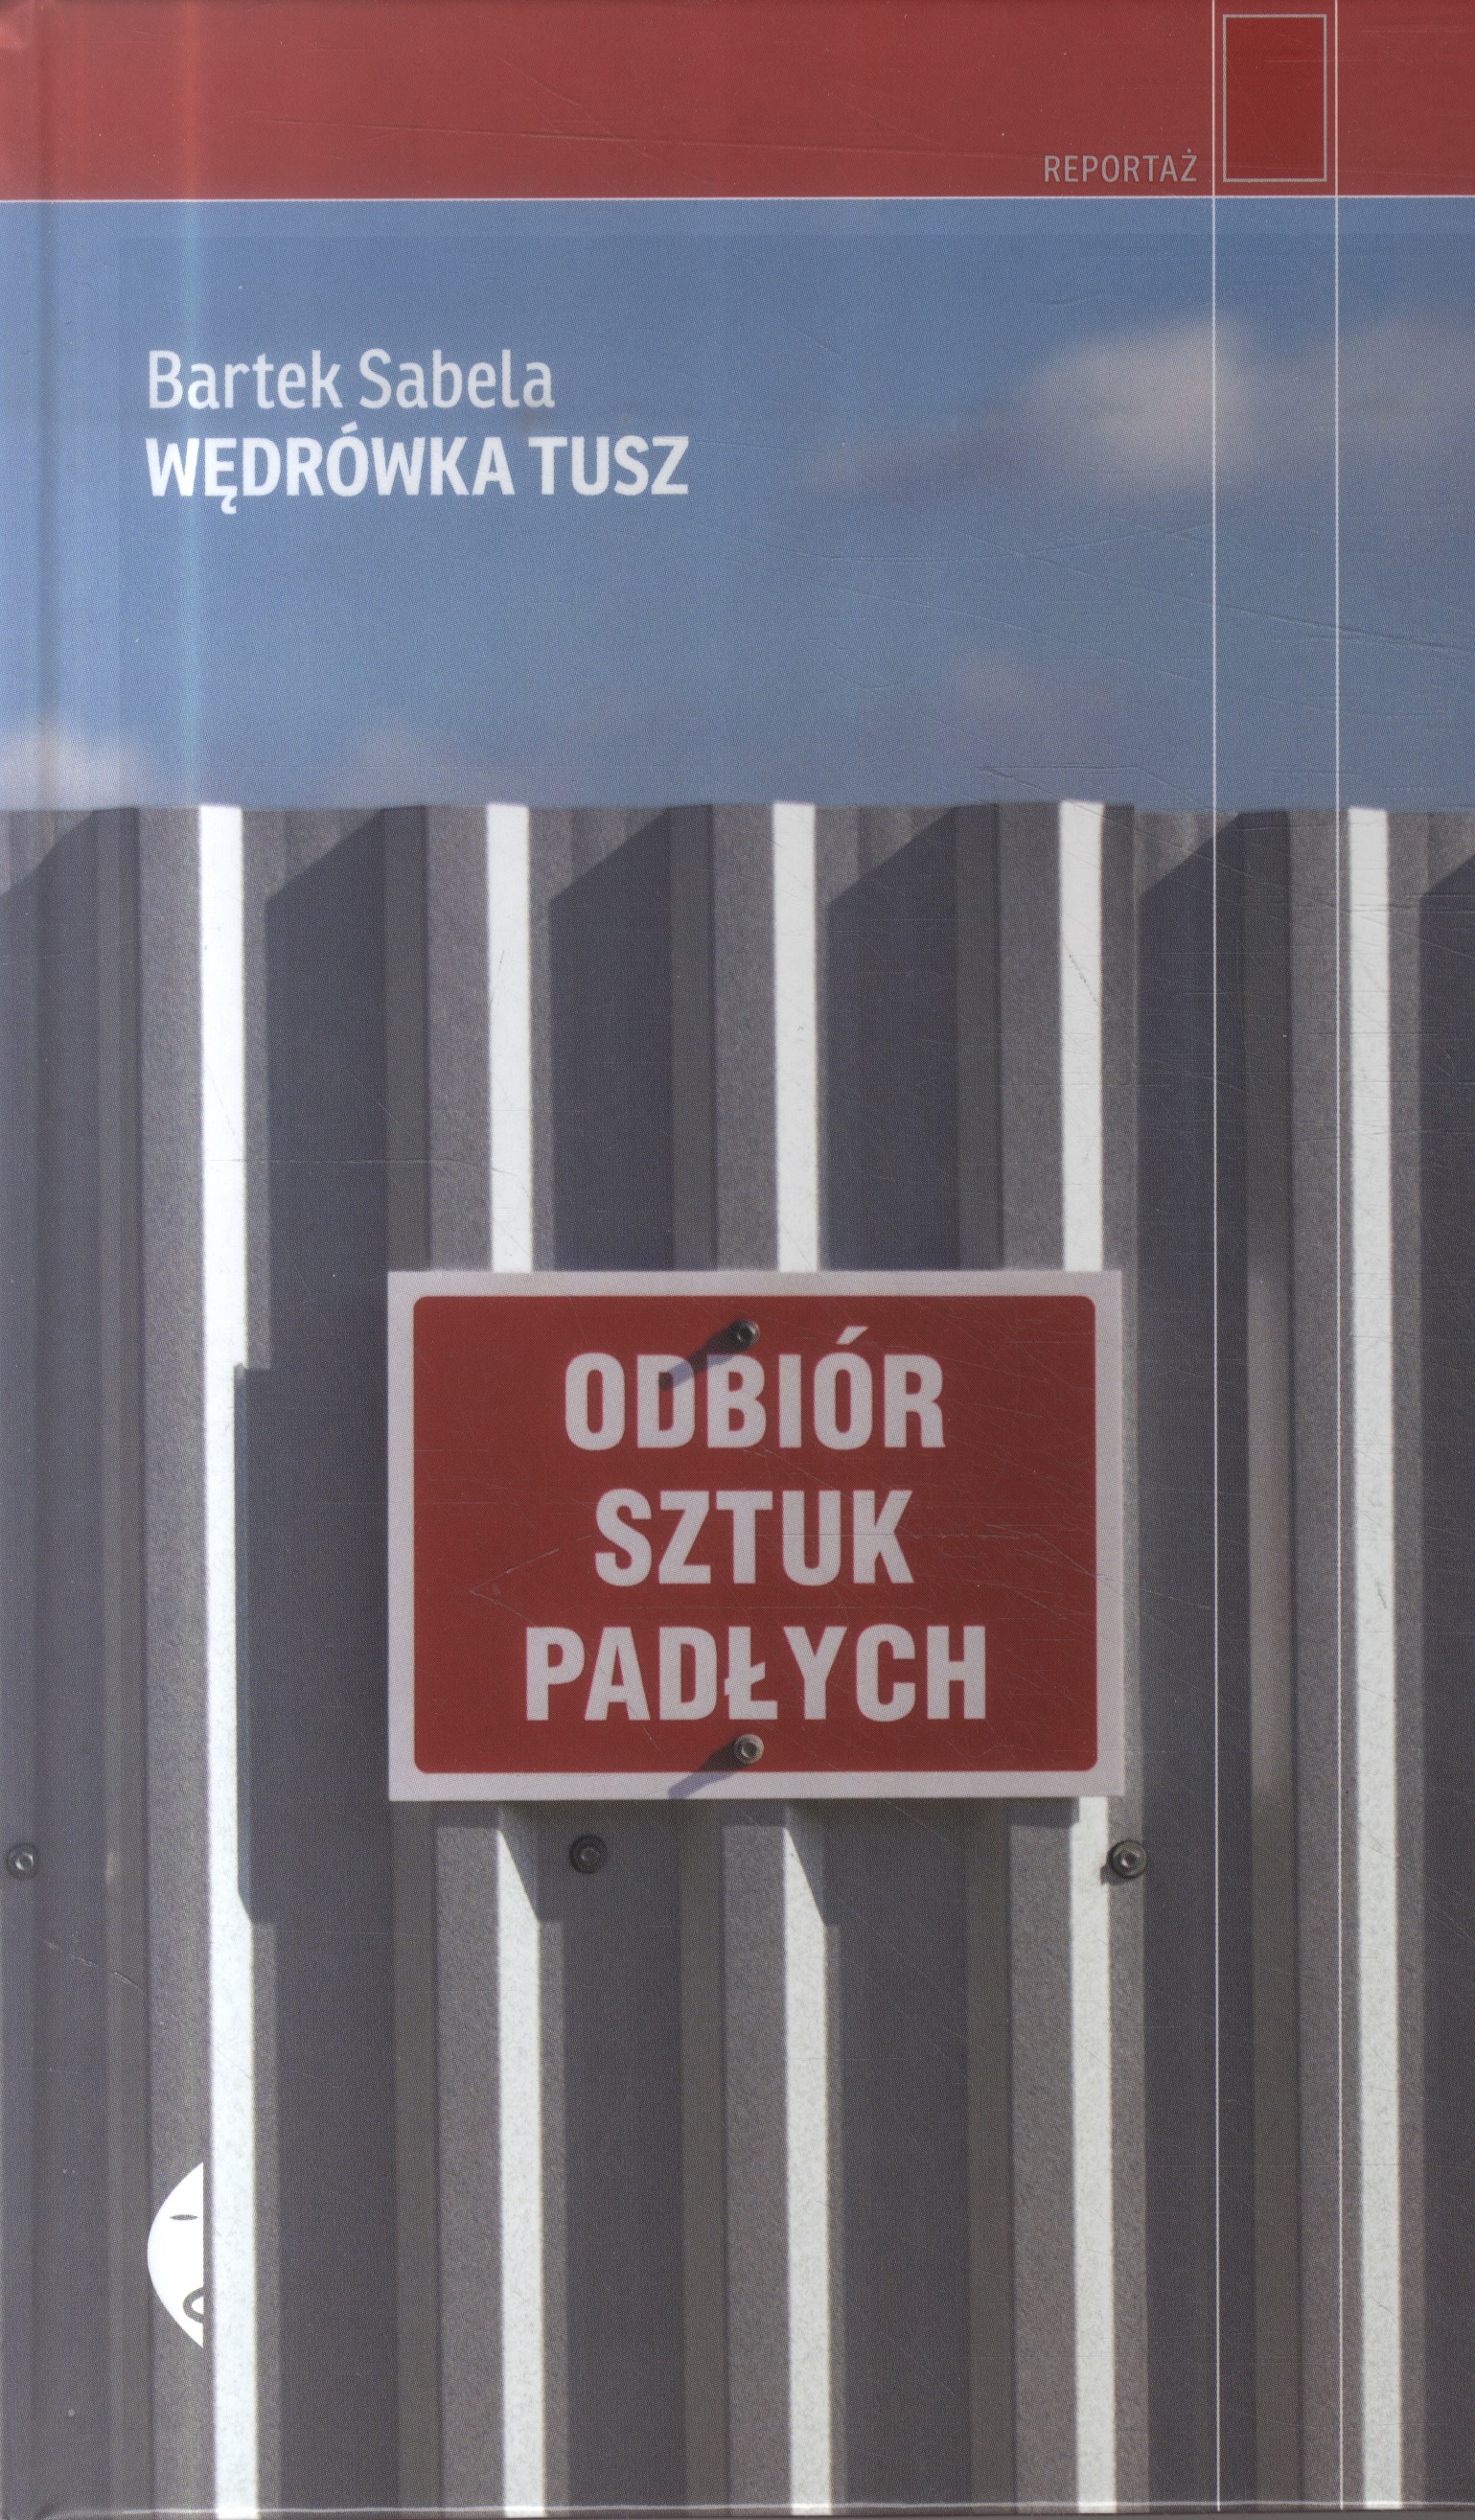 REPORTAŻ
Bartek Sabela
WĘDRÓWKA TUSZ
ODBIÓR
SZTUK
PADŁYCH